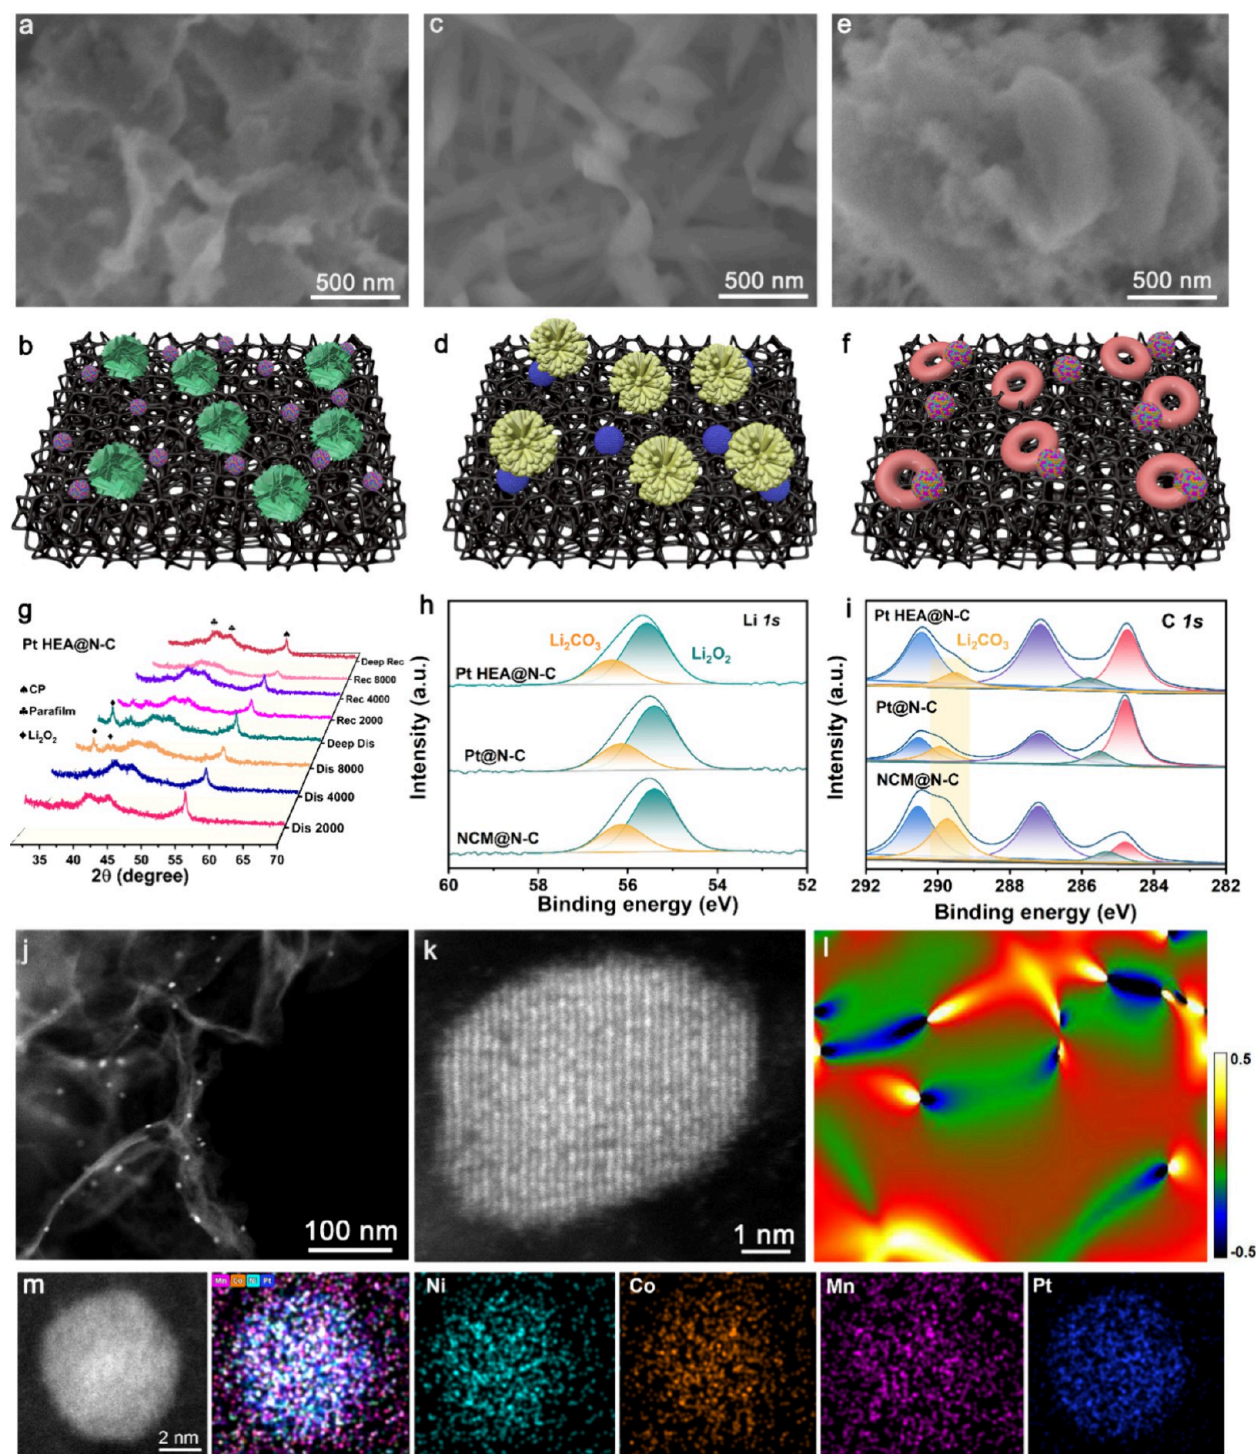 a
c
e
500 nm
500 nm
500 nm
b
d
f
g
Pt HEA@N-C
♠CP
♣Parafilm
♦Li₂O₂
Deep Rec
Rec 8000
Rec 4000
Rec 2000
Deep Dis
Dis 8000
Dis 4000
Dis 2000
35 40 45 50 55 60 65 70
2θ (degree)
h
Li 1s
Li₂CO₃
Li₂O₂
Pt HEA@N-C
Pt@N-C
NCM@N-C
Intensity (a.u.)
60 58 56 54 52
Binding energy (eV)
i
Pt HEA@N-C
C 1s
Li₂CO₃
Pt@N-C
NCM@N-C
Intensity (a.u.)
292 290 288 286 284 282
Binding energy (eV)
j
k
l
100 nm
1 nm
0.5
-0.5
m
2 nm
Mn Co Ni Pt
Ni
Co
Mn
Pt